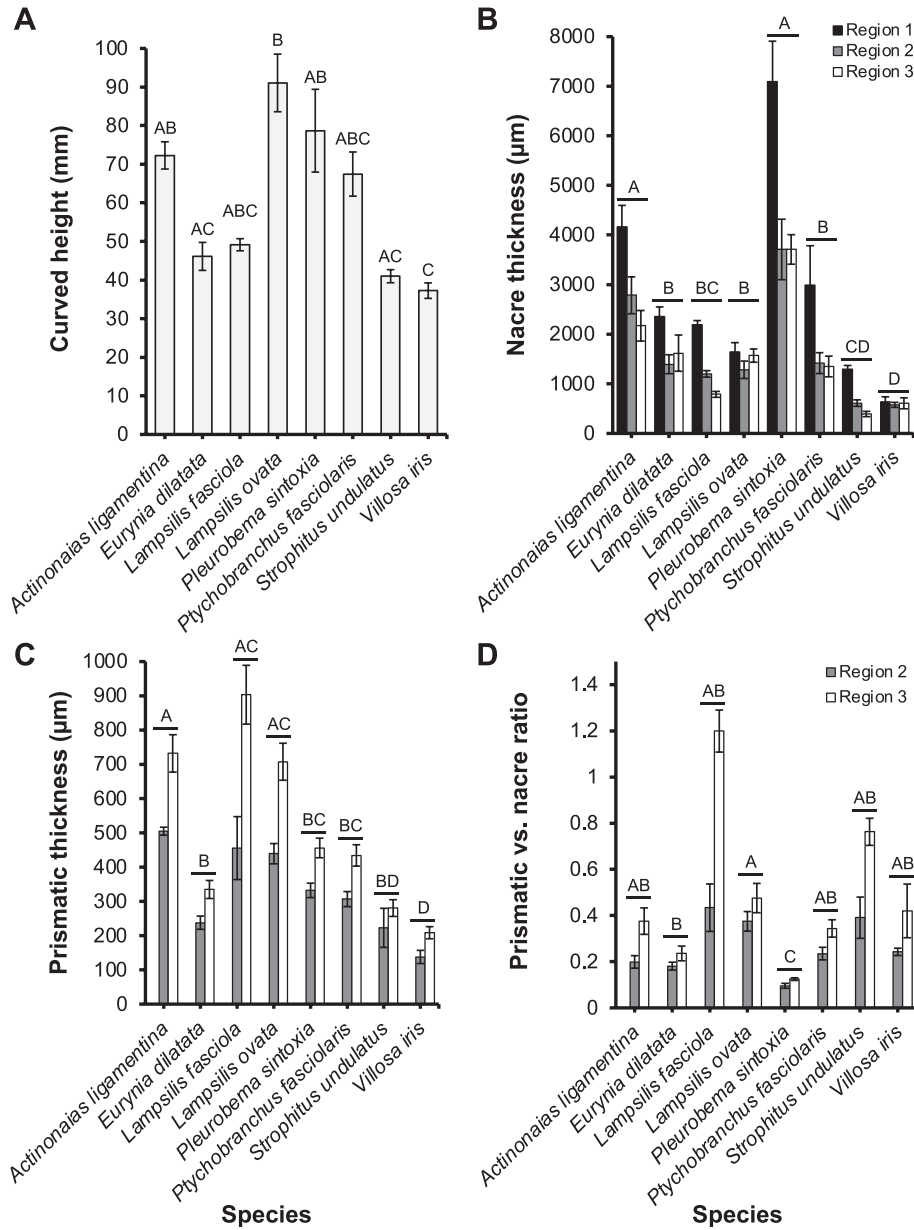 A
Curved height (mm)
100
90
80
70
60
50
40
30
20
10
0
AB
AC
ABC
B
AB
ABC
AC
C
Actinonaias ligamentina
Eurynia dilatata
Lampsilis fasciola
Lampsilis ovata
Pleurobema sintoxia
Ptychobranchus fasciolaris
Strophitus undulatus
Villosa iris
B
Nacre thickness (µm)
8000
7000
6000
5000
4000
3000
2000
1000
0
A
B
BC
B
A
B
CD
D
Region 1
Region 2
Region 3
Actinonaias ligamentina
Eurynia dilatata
Lampsilis fasciola
Lampsilis ovata
Pleurobema sintoxia
Ptychobranchus fasciolaris
Strophitus undulatus
Villosa iris
C
Prismatic thickness (µm)
1000
900
800
700
600
500
400
300
200
100
0
A
B
AC
AC
BC
BC
BD
D
Actinonaias ligamentina
Eurynia dilatata
Lampsilis fasciola
Lampsilis ovata
Pleurobema sintoxia
Ptychobranchus fasciolaris
Strophitus undulatus
Villosa iris
Species
D
Prismatic vs. nacre ratio
1.4
1.2
1
0.8
0.6
0.4
0.2
0
AB
B
AB
A
C
AB
AB
AB
Region 2
Region 3
Actinonaias ligamentina
Eurynia dilatata
Lampsilis fasciola
Lampsilis ovata
Pleurobema sintoxia
Ptychobranchus fasciolaris
Strophitus undulatus
Villosa iris
Species